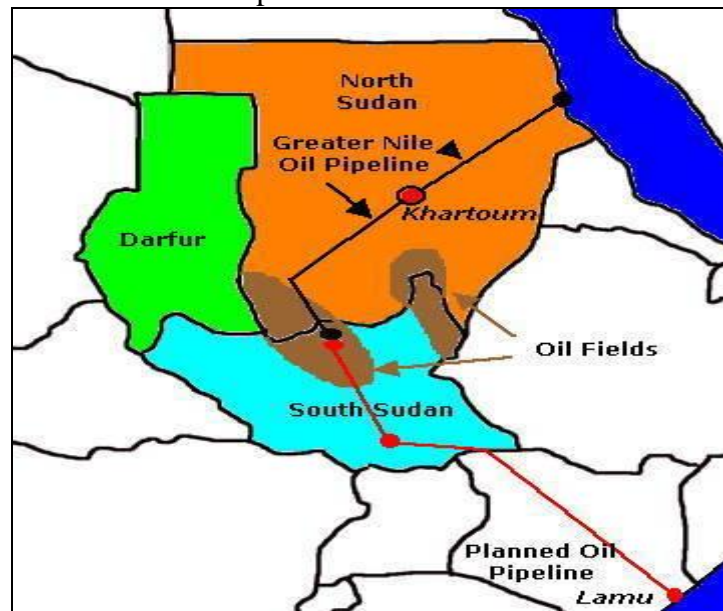 North
Sudan
Greater Nile
Oil Pipeline
Khartoum
Darfur
Oil Fields
South Sudan
Planned Oil
Pipeline
Lamu